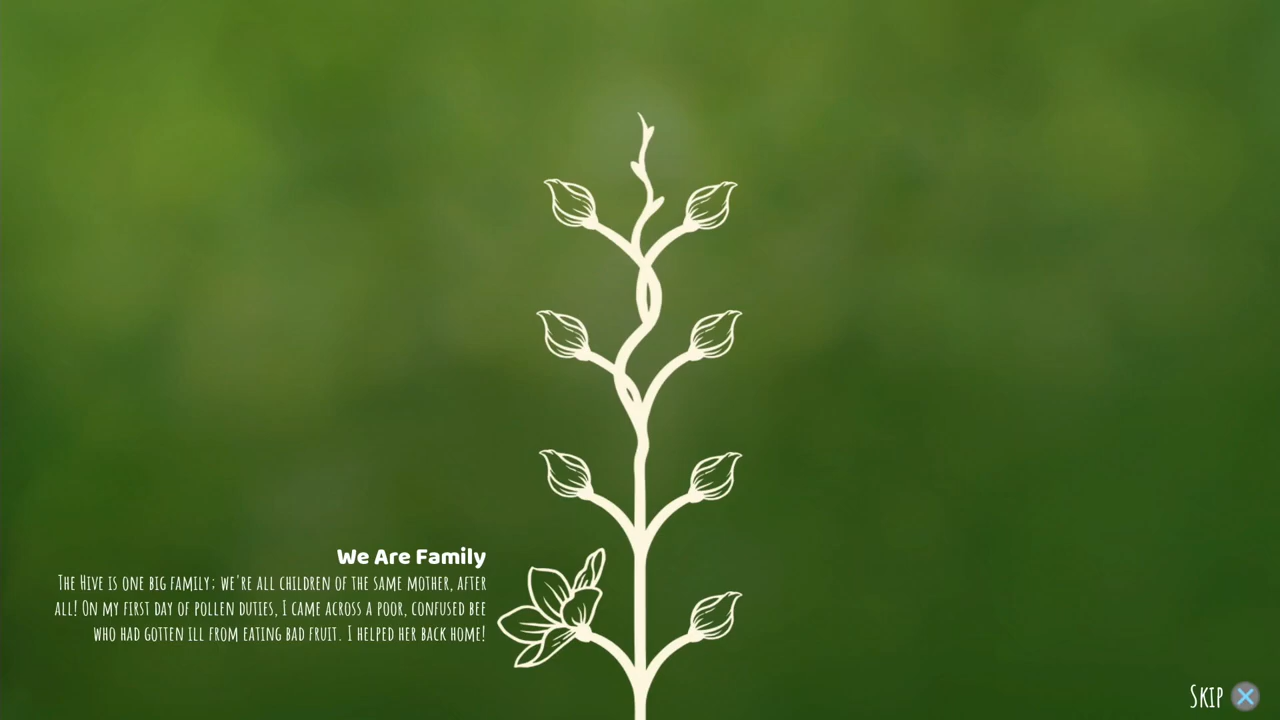 We Are Family
The Hive is one big family; we're all children of the same mother, after
all! On my first day of pollen duties, I came across a poor, confused bee
who had gotten ill from eating bad fruit. I helped her back home!
Skip